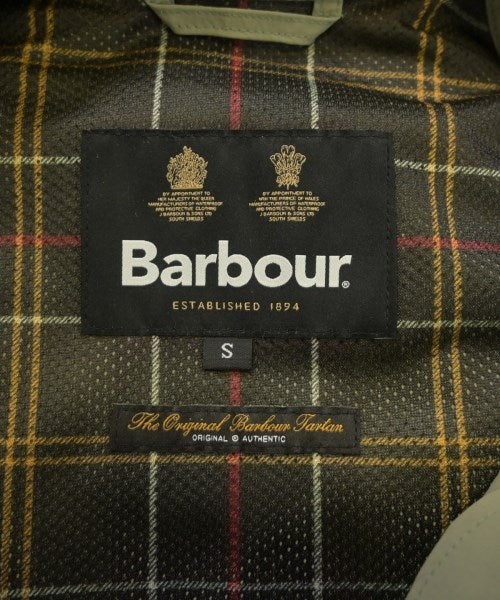 BY APPOINTMENT TO
HER MAJESTY THE QUEEN
MANUFACTURERS OF WATERPROOF
AND PROTECTIVE CLOTHING
J BARBOUR & SONS LTD
SOUTH SHIELDS
BY APPOINTMENT TO
HRH THE PRINCE OF WALES
MANUFACTURERS OF WATERPROOF
AND PROTECTIVE CLOTHING
J BARBOUR & SONS LTD
SOUTH SHIELDS
Barbour®
ESTABLISHED 1894
S
The Original Barbour Tartan
ORIGINAL ® AUTHENTIC